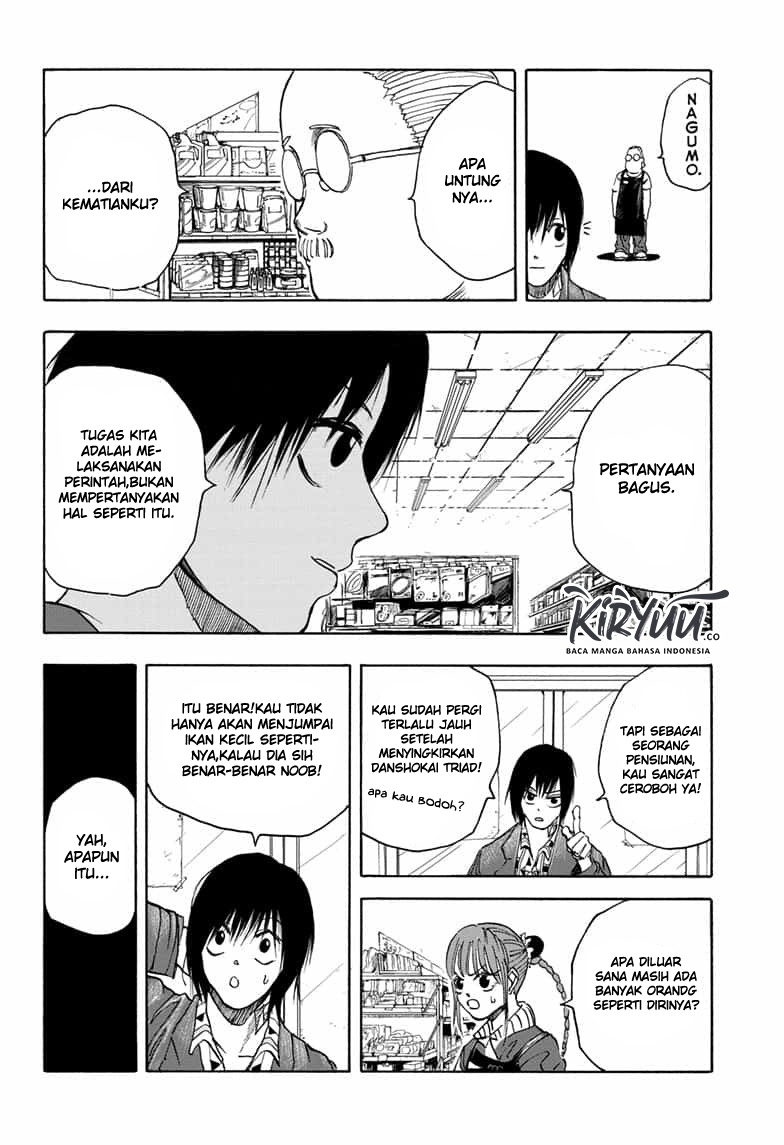 NAGUMO.
APA
UNTUNG
NYA...
...DARI
KEMATIANKU?
PERTANYAAN
BAGUS.
TUGAS KITA
ADALAH ME-
LAKSANAKAN
PERINTAH,BUKAN
MEMPERTANYAKAN
HAL SEPERTI ITU.
KIRYUU.CO
BACA MANGA BAHASA INDONESIA
TAPI SEBAGAI
SEORANG
PENSIUNAN,
KAU SANGAT
CEROBOH YA!
KAU SUDAH PERGI
TERLALU JAUH
SETELAH
MENYINGKIRKAN
DANSHOKAI TRIAD!
apa kau Bodoh?
APA DILUAR
SANA MASIH ADA
BANYAK ORANDG
SEPERTI DIRINYA?
ITU BENAR!KAU TIDAK
HANYA AKAN MENJUMPAI
IKAN KECIL SEPERTI-
NYA,KALAU DIA SIH
BENAR-BENAR NOOB!
YAH,
APAPUN
ITU...